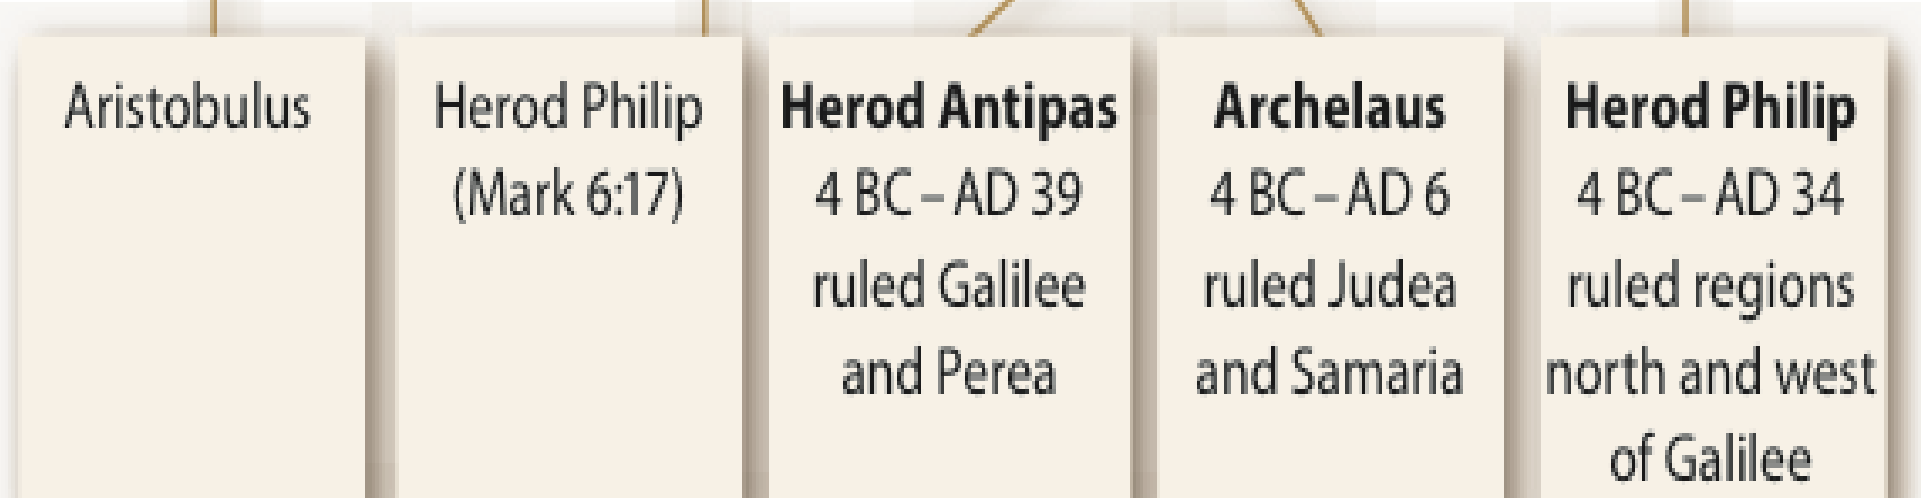 Aristobulus
Herod Philip
(Mark 6:17)
Herod Antipas
4 BC – AD 39
ruled Galilee
and Perea
Archelaus
4 BC – AD 6
ruled Judea
and Samaria
Herod Philip
4 BC – AD 34
ruled regions
north and west
of Galilee